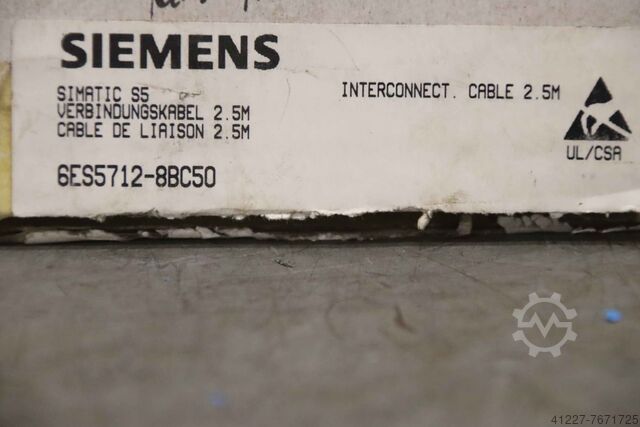 SIEMENS
SIMATIC S5
VERBINDUNGSKABEL 2.5M
CABLE DE LIAISON 2.5M
6ES5712-8BC50
INTERCONNECT. CABLE 2.5M
UL/CSA
41227-7671725